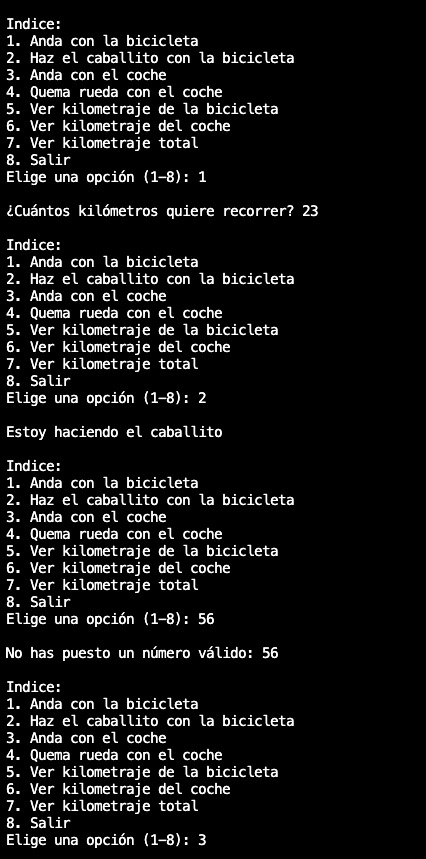 Indice:
1. Anda con la bicicleta
2. Haz el caballito con la bicicleta
3. Anda con el coche
4. Quema rueda con el coche
5. Ver kilometraje de la bicicleta
6. Ver kilometraje del coche
7. Ver kilometraje total
8. Salir
Elige una opción (1-8): 1
¿Cuántos kilómetros quiere recorrer? 23
Indice:
1. Anda con la bicicleta
2. Haz el caballito con la bicicleta
3. Anda con el coche
4. Quema rueda con el coche
5. Ver kilometraje de la bicicleta
6. Ver kilometraje del coche
7. Ver kilometraje total
8. Salir
Elige una opción (1-8): 2
Estoy haciendo el caballito
Indice:
1. Anda con la bicicleta
2. Haz el caballito con la bicicleta
3. Anda con el coche
4. Quema rueda con el coche
5. Ver kilometraje de la bicicleta
6. Ver kilometraje del coche
7. Ver kilometraje total
8. Salir
Elige una opción (1-8): 56
No has puesto un número válido: 56
Indice:
1. Anda con la bicicleta
2. Haz el caballito con la bicicleta
3. Anda con el coche
4. Quema rueda con el coche
5. Ver kilometraje de la bicicleta
6. Ver kilometraje del coche
7. Ver kilometraje total
8. Salir
Elige una opción (1-8): 3